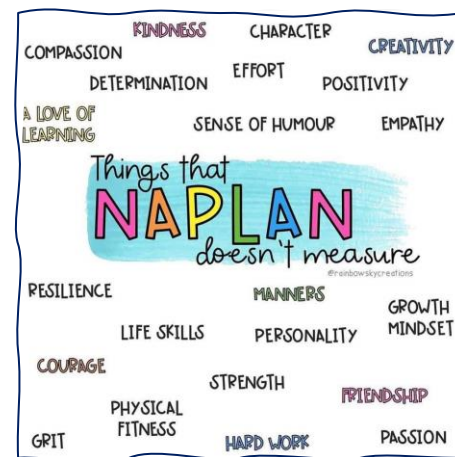 KINDNESS
CHARACTER
COMPASSION
CREATIVITY
EFFORT
DETERMINATION
POSITIVITY
A LOVE OF
LEARNING
SENSE OF HUMOUR
EMPATHY
Things that
NAPLAN
doesn't measure
@rainbowskycreations
RESILIENCE
MANNERS
GROWTH
MINDSET
LIFE SKILLS
PERSONALITY
COURAGE
STRENGTH
FRIENDSHIP
PHYSICAL
FITNESS
GRIT
HARD WORK
PASSION